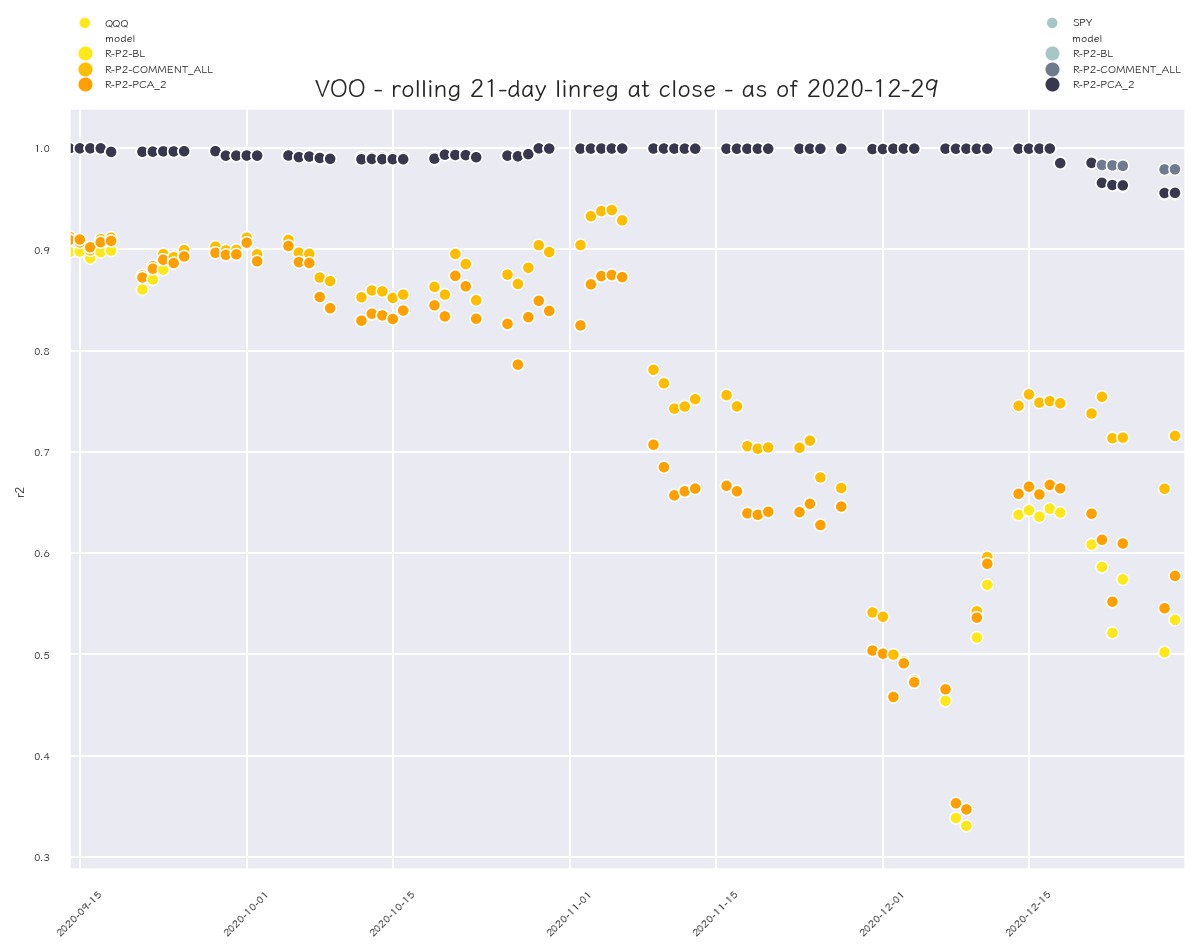 QQQ
model
R-P2-BL
R-P2-COMMENT_ALL
R-P2-PCA_2
SPY
model
R-P2-BL
R-P2-COMMENT_ALL
R-P2-PCA_2
VOO - rolling 21-day linreg at close - as of 2020-12-29
1.0
0.9
0.8
0.7
0.6
0.5
0.4
0.3
r2
2020-09-15
2020-10-01
2020-10-15
2020-11-01
2020-11-15
2020-12-01
2020-12-15